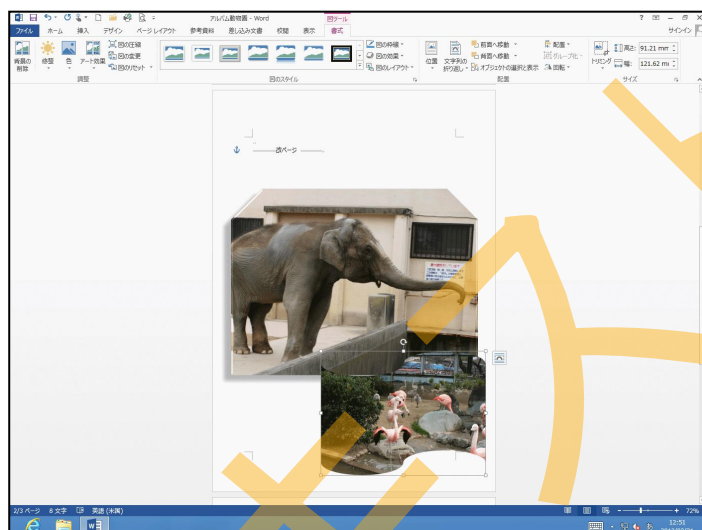 アルバム動物園 - Word
図ツール
サインイン
ファイル ホーム 挿入 デザイン ページ レイアウト 参考資料 差し込み文書 校閲 表示 書式
背景の削除
修整
色
アート効果
図の圧縮
図の変更
図のリセット
調整
図のスタイル
図の枠線
図の効果
図のレイアウト
位置
文字列の折り返し
前面へ移動
背面へ移動
オブジェクトの選択と表示
配置
グループ化
回転
配置
トリミング
高さ: 91.21 mm
幅: 121.62 mm
サイズ
改ページ
2/3 ページ 8 文字 英語 (米国)
72%
12:51